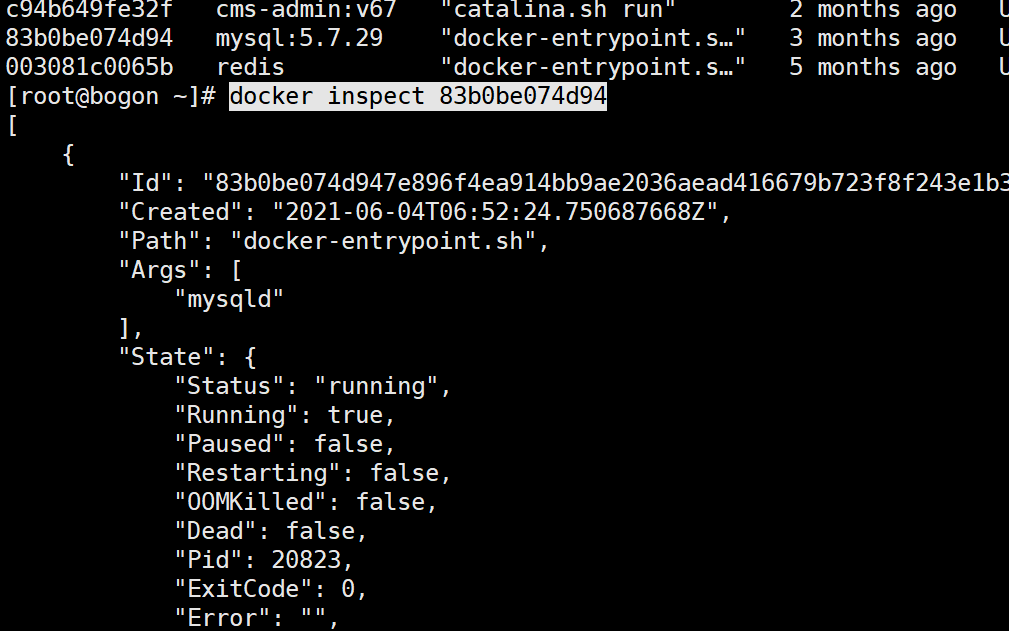 c94b649fe32f   cms-admin:v67   "catalina.sh run"        2 months ago   U
83b0be074d94   mysql:5.7.29    "docker-entrypoint.s…"   3 months ago   U
003081c0065b   redis           "docker-entrypoint.s…"   5 months ago   U
[root@bogon ~]# docker inspect 83b0be074d94
[
    {
        "Id": "83b0be074d947e896f4ea914bb9ae2036aead416679b723f8f243e1b3
        "Created": "2021-06-04T06:52:24.750687668Z",
        "Path": "docker-entrypoint.sh",
        "Args": [
            "mysqld"
        ],
        "State": {
            "Status": "running",
            "Running": true,
            "Paused": false,
            "Restarting": false,
            "OOMKilled": false,
            "Dead": false,
            "Pid": 20823,
            "ExitCode": 0,
            "Error": "",